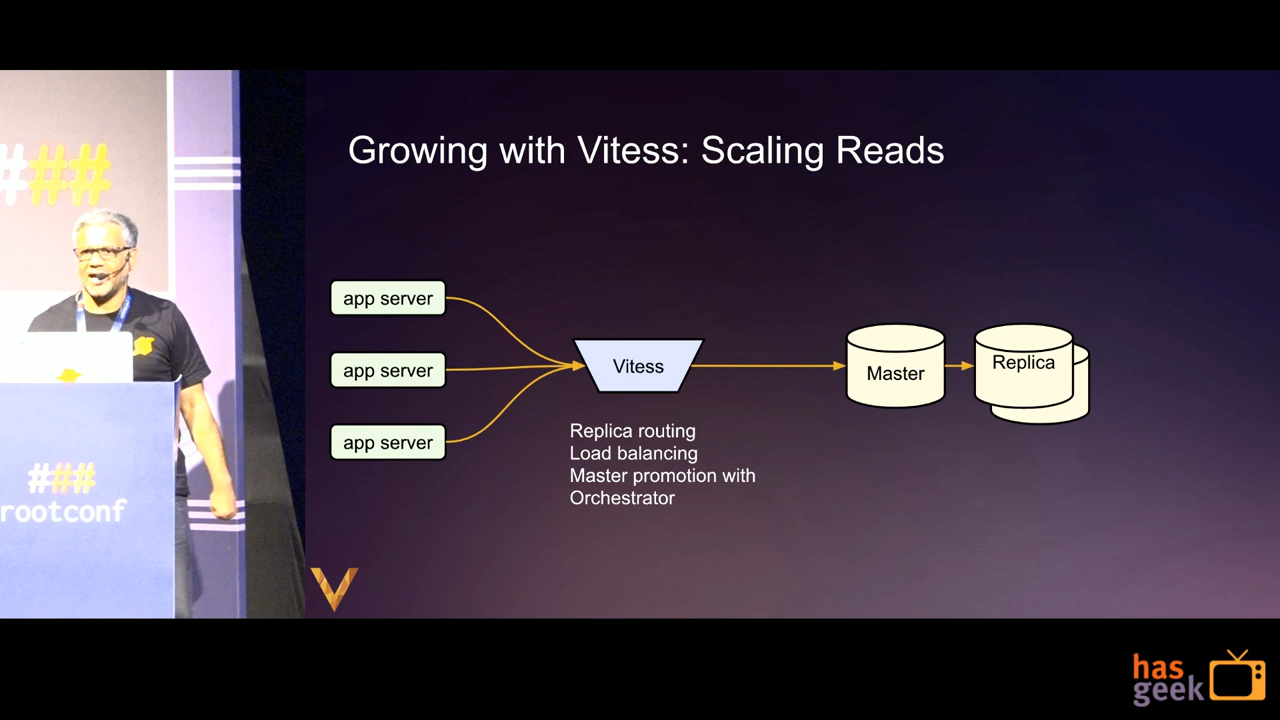 Growing with Vitess: Scaling Reads
app server
app server
app server
Vitess
Master
Replica
Replica routing
Load balancing
Master promotion with
Orchestrator
###
###
rootconf
has
geek